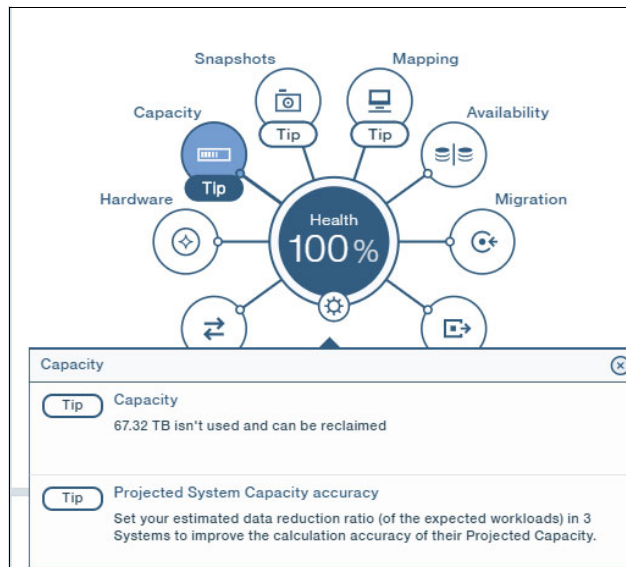 Snapshots
Mapping
Tip
Tip
Capacity
Availability
Tip
Hardware
Migration
Health
100%
Capacity
Tip
Capacity
67.32 TB isn't used and can be reclaimed
Tip
Projected System Capacity accuracy
Set your estimated data reduction ratio (of the expected workloads) in 3
Systems to improve the calculation accuracy of their Projected Capacity.